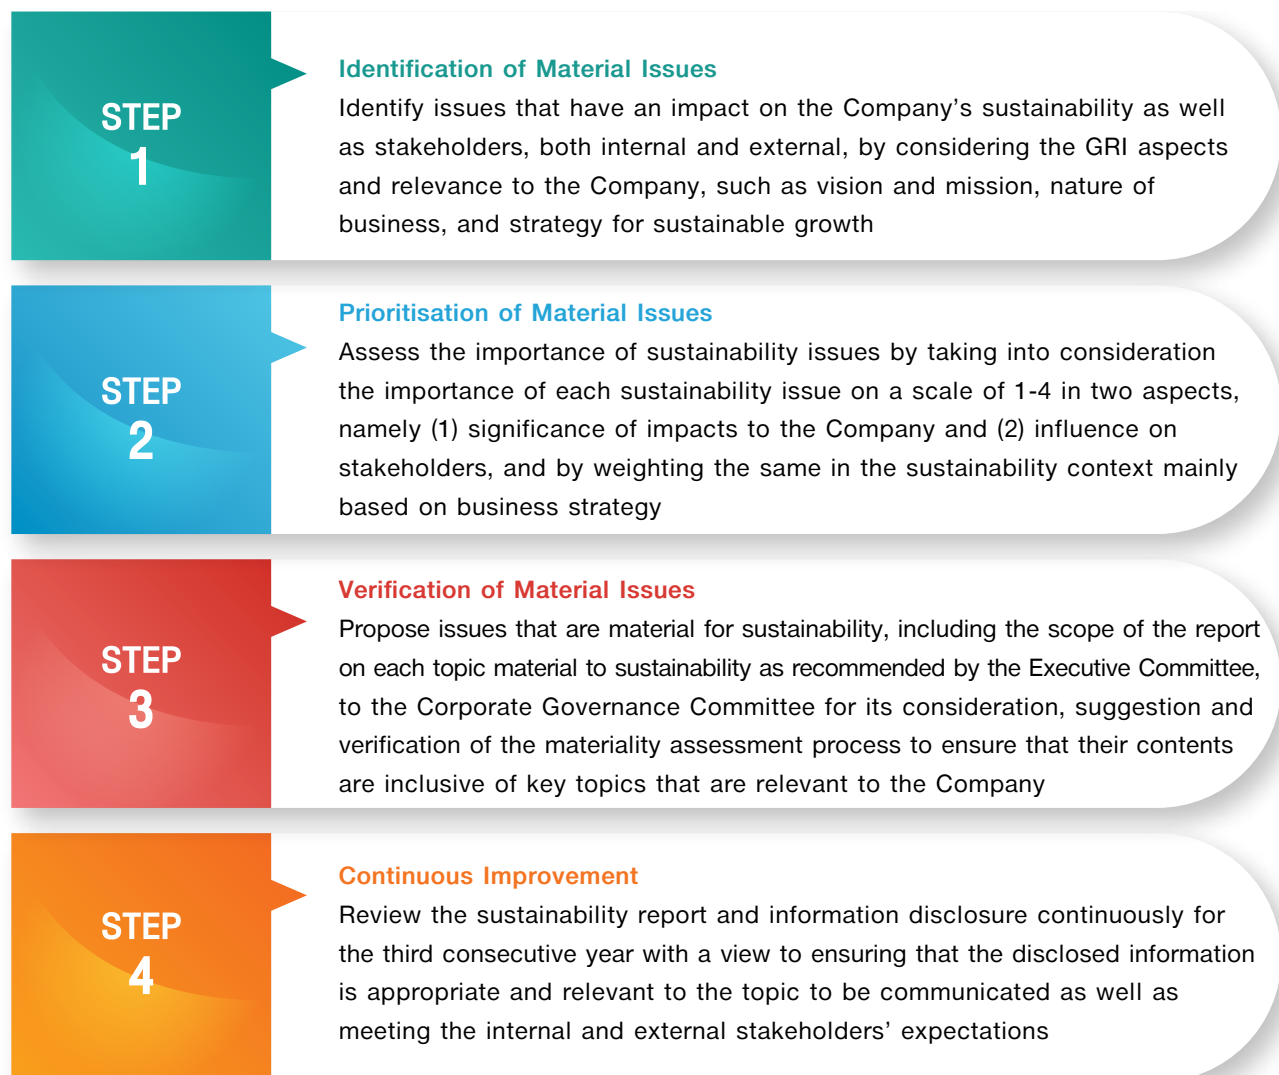 STEP
1
Identification of Material Issues
Identify issues that have an impact on the Company’s sustainability as well
as stakeholders, both internal and external, by considering the GRI aspects
and relevance to the Company, such as vision and mission, nature of
business, and strategy for sustainable growth
STEP
2
Prioritisation of Material Issues
Assess the importance of sustainability issues by taking into consideration
the importance of each sustainability issue on a scale of 1-4 in two aspects,
namely (1) significance of impacts to the Company and (2) influence on
stakeholders, and by weighting the same in the sustainability context mainly
based on business strategy
STEP
3
Verification of Material Issues
Propose issues that are material for sustainability, including the scope of the report
on each topic material to sustainability as recommended by the Executive Committee,
to the Corporate Governance Committee for its consideration, suggestion and
verification of the materiality assessment process to ensure that their contents
are inclusive of key topics that are relevant to the Company
STEP
4
Continuous Improvement
Review the sustainability report and information disclosure continuously for
the third consecutive year with a view to ensuring that the disclosed information
is appropriate and relevant to the topic to be communicated as well as
meeting the internal and external stakeholders’ expectations